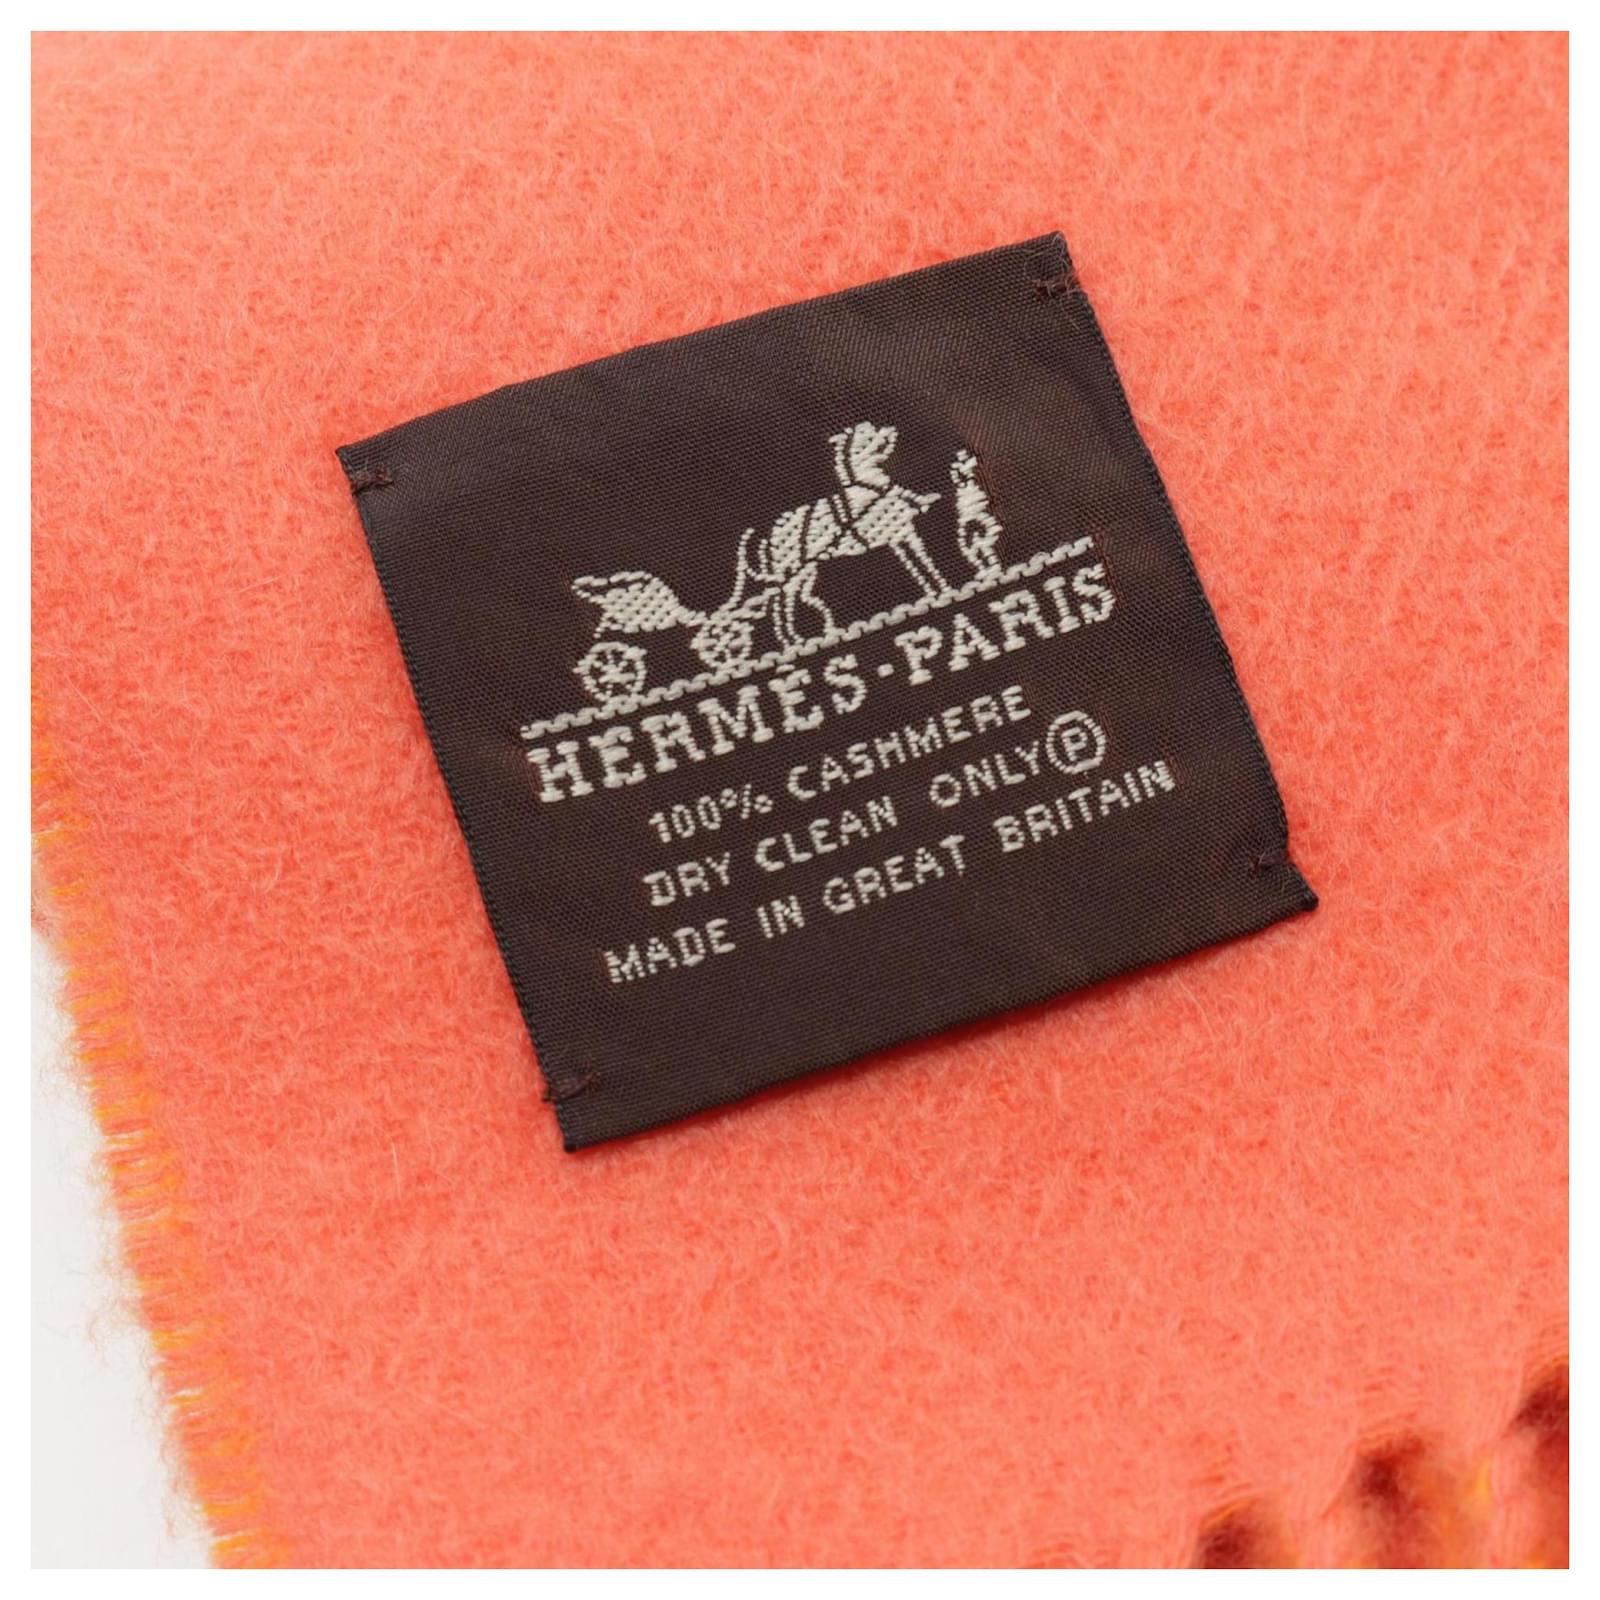 HERMÈS-PARIS
100% CASHMERE
DRY CLEAN ONLY Ⓟ
MADE IN GREAT BRITAIN